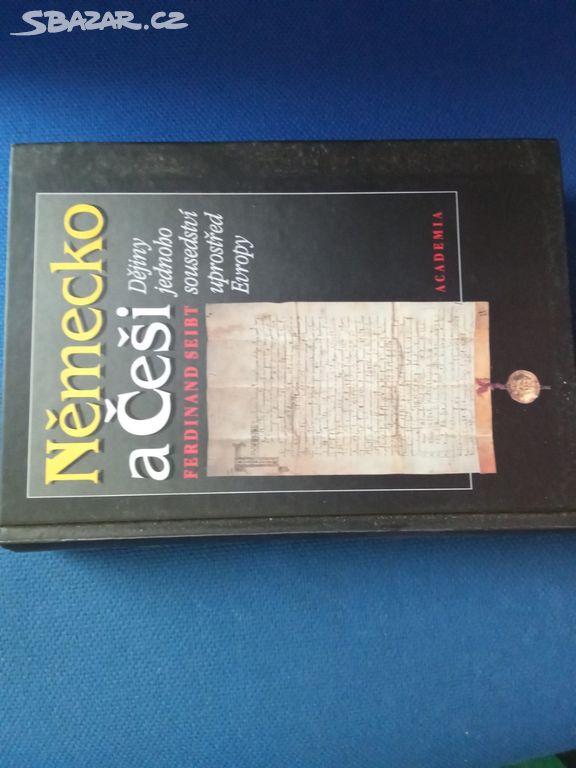 SBAZAR.CZ
Německo
a Češi
Dějiny
jednoho
sousedství
uprostřed
Evropy
FERDINAND SEIBT
ACADEMIA